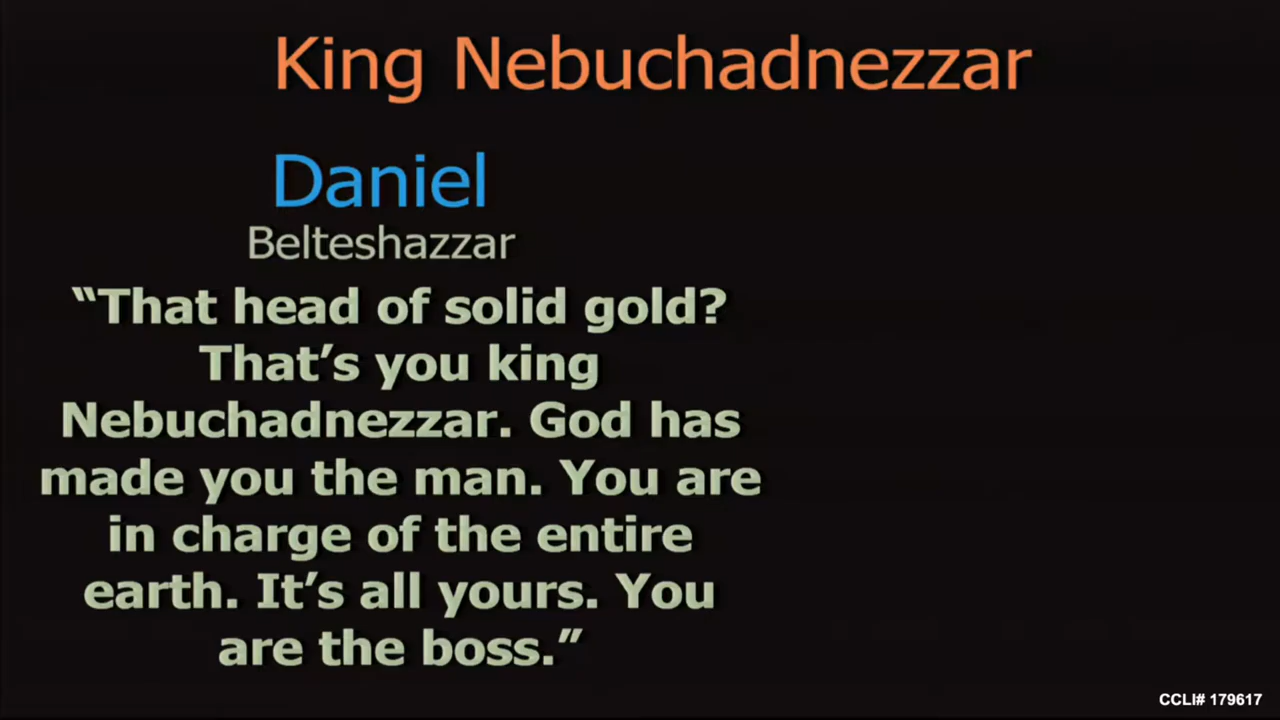 King Nebuchadnezzar
Daniel
Belteshazzar
“That head of solid gold?
That’s you king
Nebuchadnezzar. God has
made you the man. You are
in charge of the entire
earth. It’s all yours. You
are the boss.”
CCLI# 179617